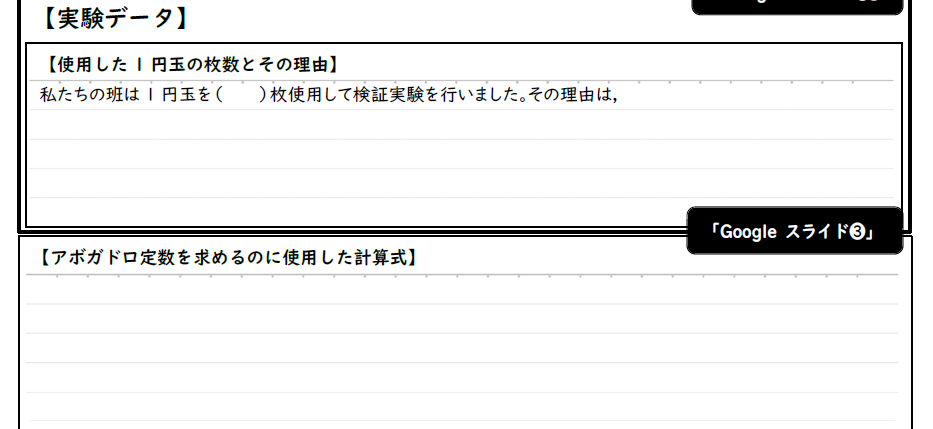 【実験データ】
【使用した1円玉の枚数とその理由】
私たちの班は1円玉を(　　)枚使用して検証実験を行いました。その理由は,
「Google スライド❸」
【アボガドロ定数を求めるのに使用した計算式】